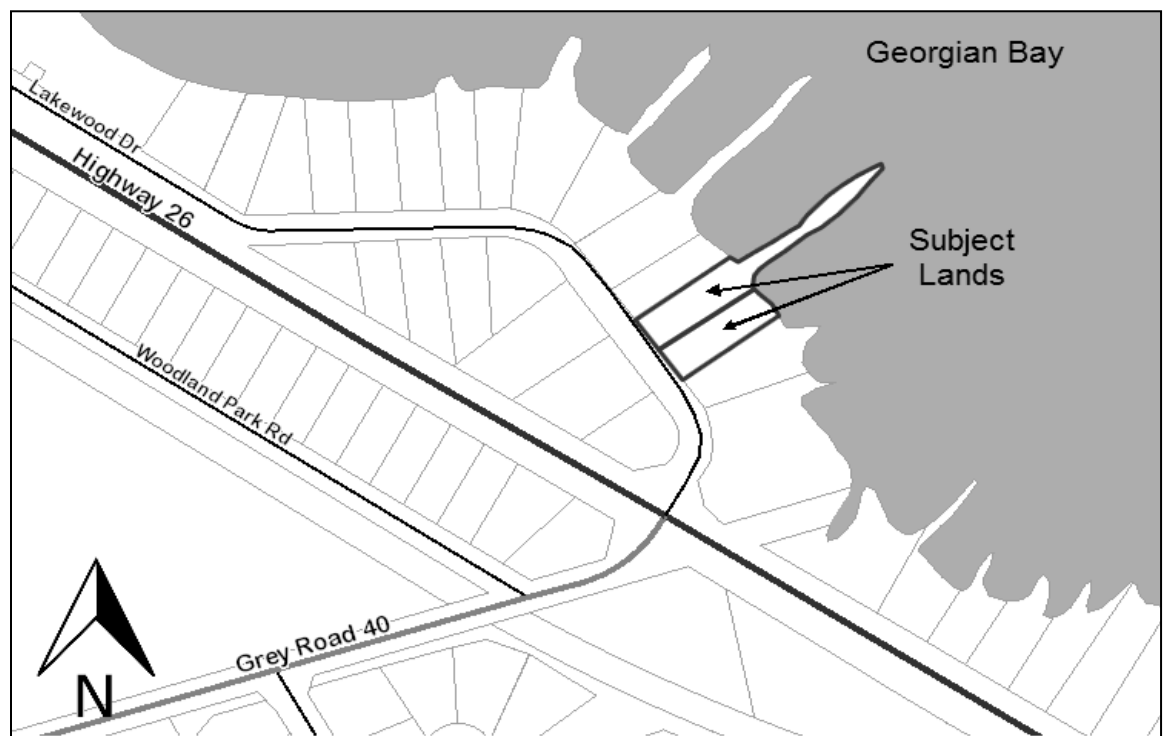 Georgian Bay
Lakewood Dr
Highway 26
Subject
Lands
Woodland Park Rd
Grey Road 40
N